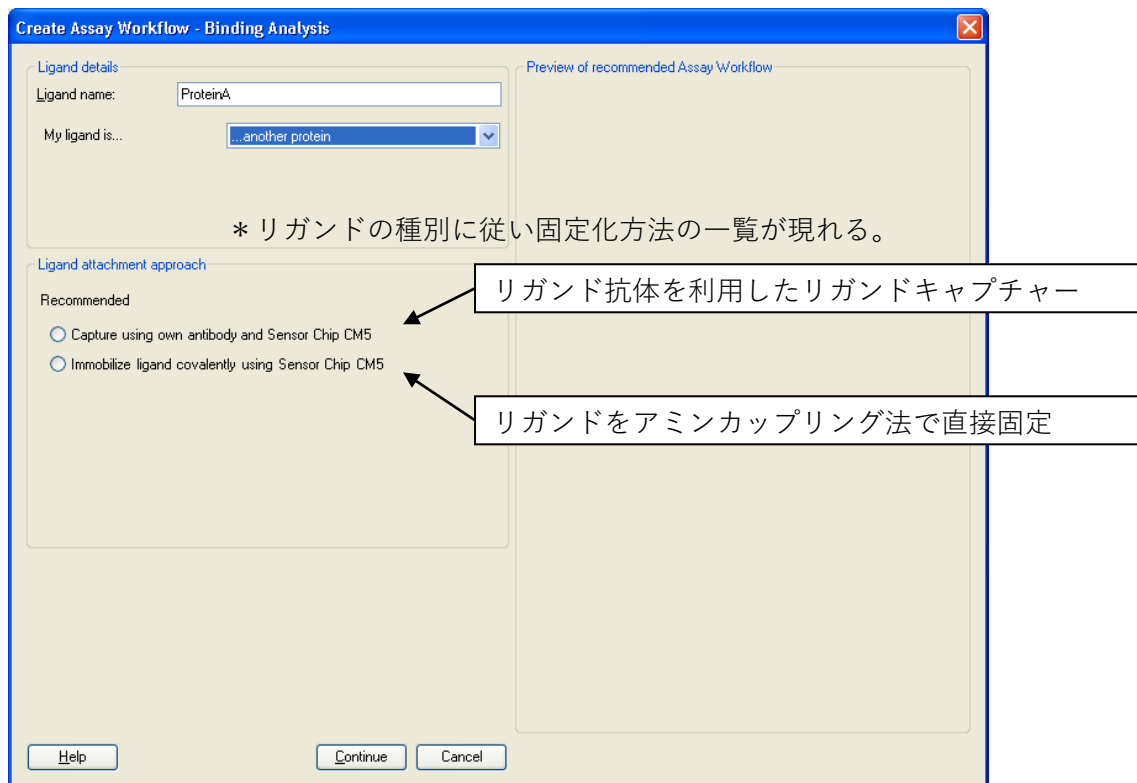 Create Assay Workflow - Binding Analysis
Ligand details
Ligand name:
ProteinA
My ligand is...
...another protein
Preview of recommended Assay Workflow
＊リガンドの種別に従い固定化方法の一覧が現れる。
Ligand attachment approach
Recommended
Capture using own antibody and Sensor Chip CM5
Immobilize ligand covalently using Sensor Chip CM5
リガンド抗体を利用したリガンドキャプチャー
リガンドをアミンカップリング法で直接固定
Help
Continue
Cancel